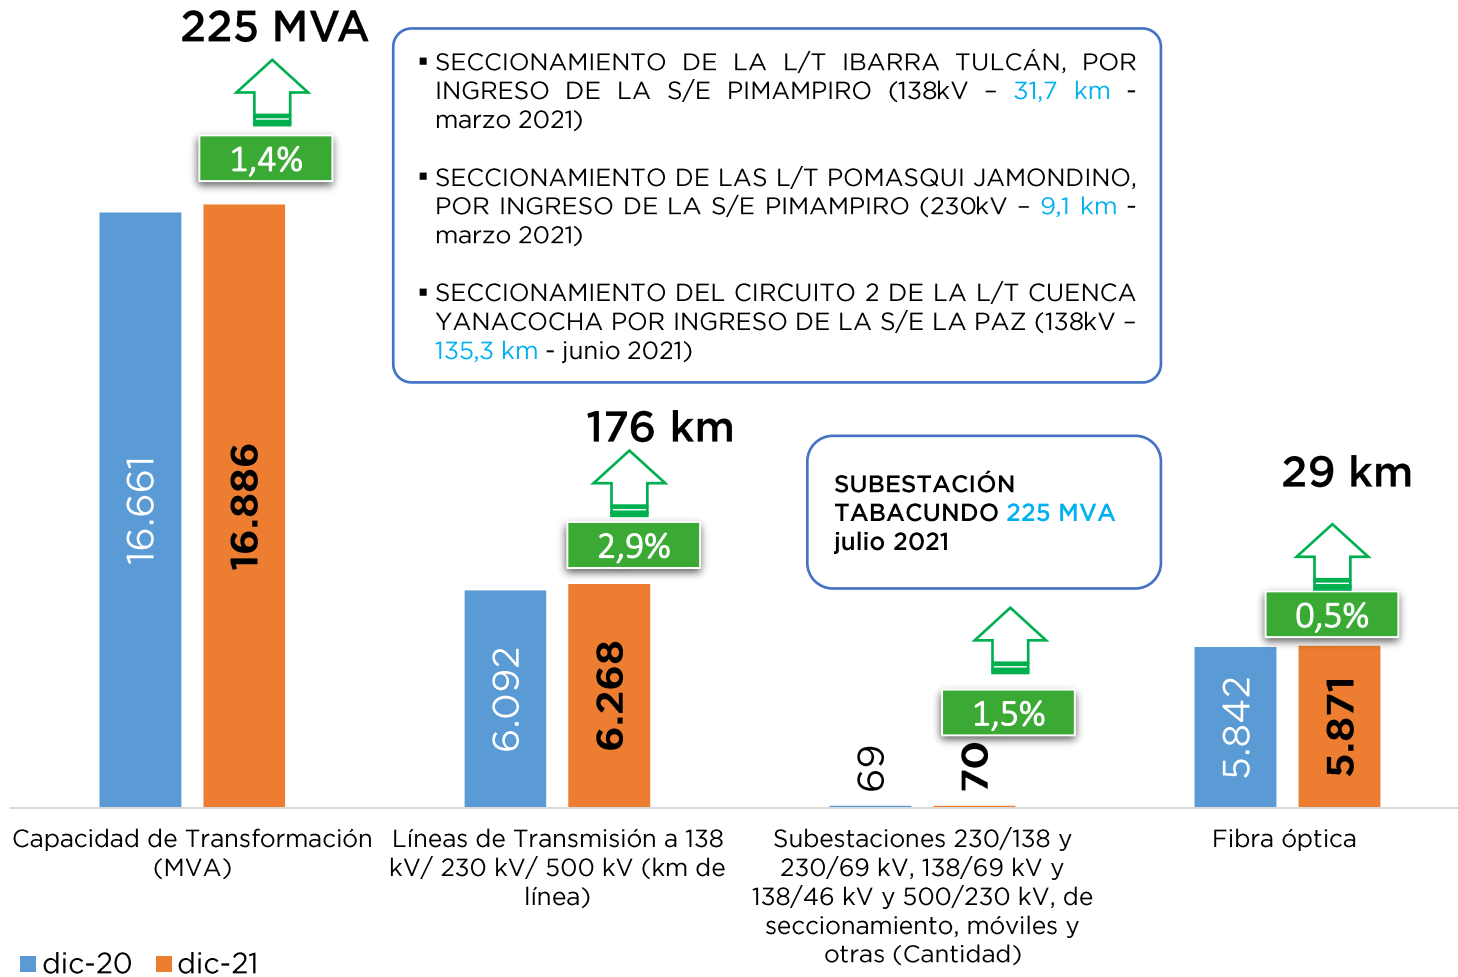 225 MVA
1,4%
▪ SECCIONAMIENTO DE LA L/T IBARRA TULCÁN, POR
INGRESO DE LA S/E PIMAMPIRO (138kV – 31,7 km -
marzo 2021)
▪ SECCIONAMIENTO DE LAS L/T POMASQUI JAMONDINO,
POR INGRESO DE LA S/E PIMAMPIRO (230kV – 9,1 km -
marzo 2021)
▪ SECCIONAMIENTO DEL CIRCUITO 2 DE LA L/T CUENCA
YANACOCHA POR INGRESO DE LA S/E LA PAZ (138kV –
135,3 km - junio 2021)
16.661
16.886
176 km
2,9%
6.092
6.268
SUBESTACIÓN
TABACUNDO 225 MVA
julio 2021
1,5%
69
70
29 km
0,5%
5.842
5.871
Capacidad de Transformación
(MVA)
Líneas de Transmisión a 138
kV/ 230 kV/ 500 kV (km de
línea)
Subestaciones 230/138 y
230/69 kV, 138/69 kV y
138/46 kV y 500/230 kV, de
seccionamiento, móviles y
otras (Cantidad)
Fibra óptica
dic-20
dic-21